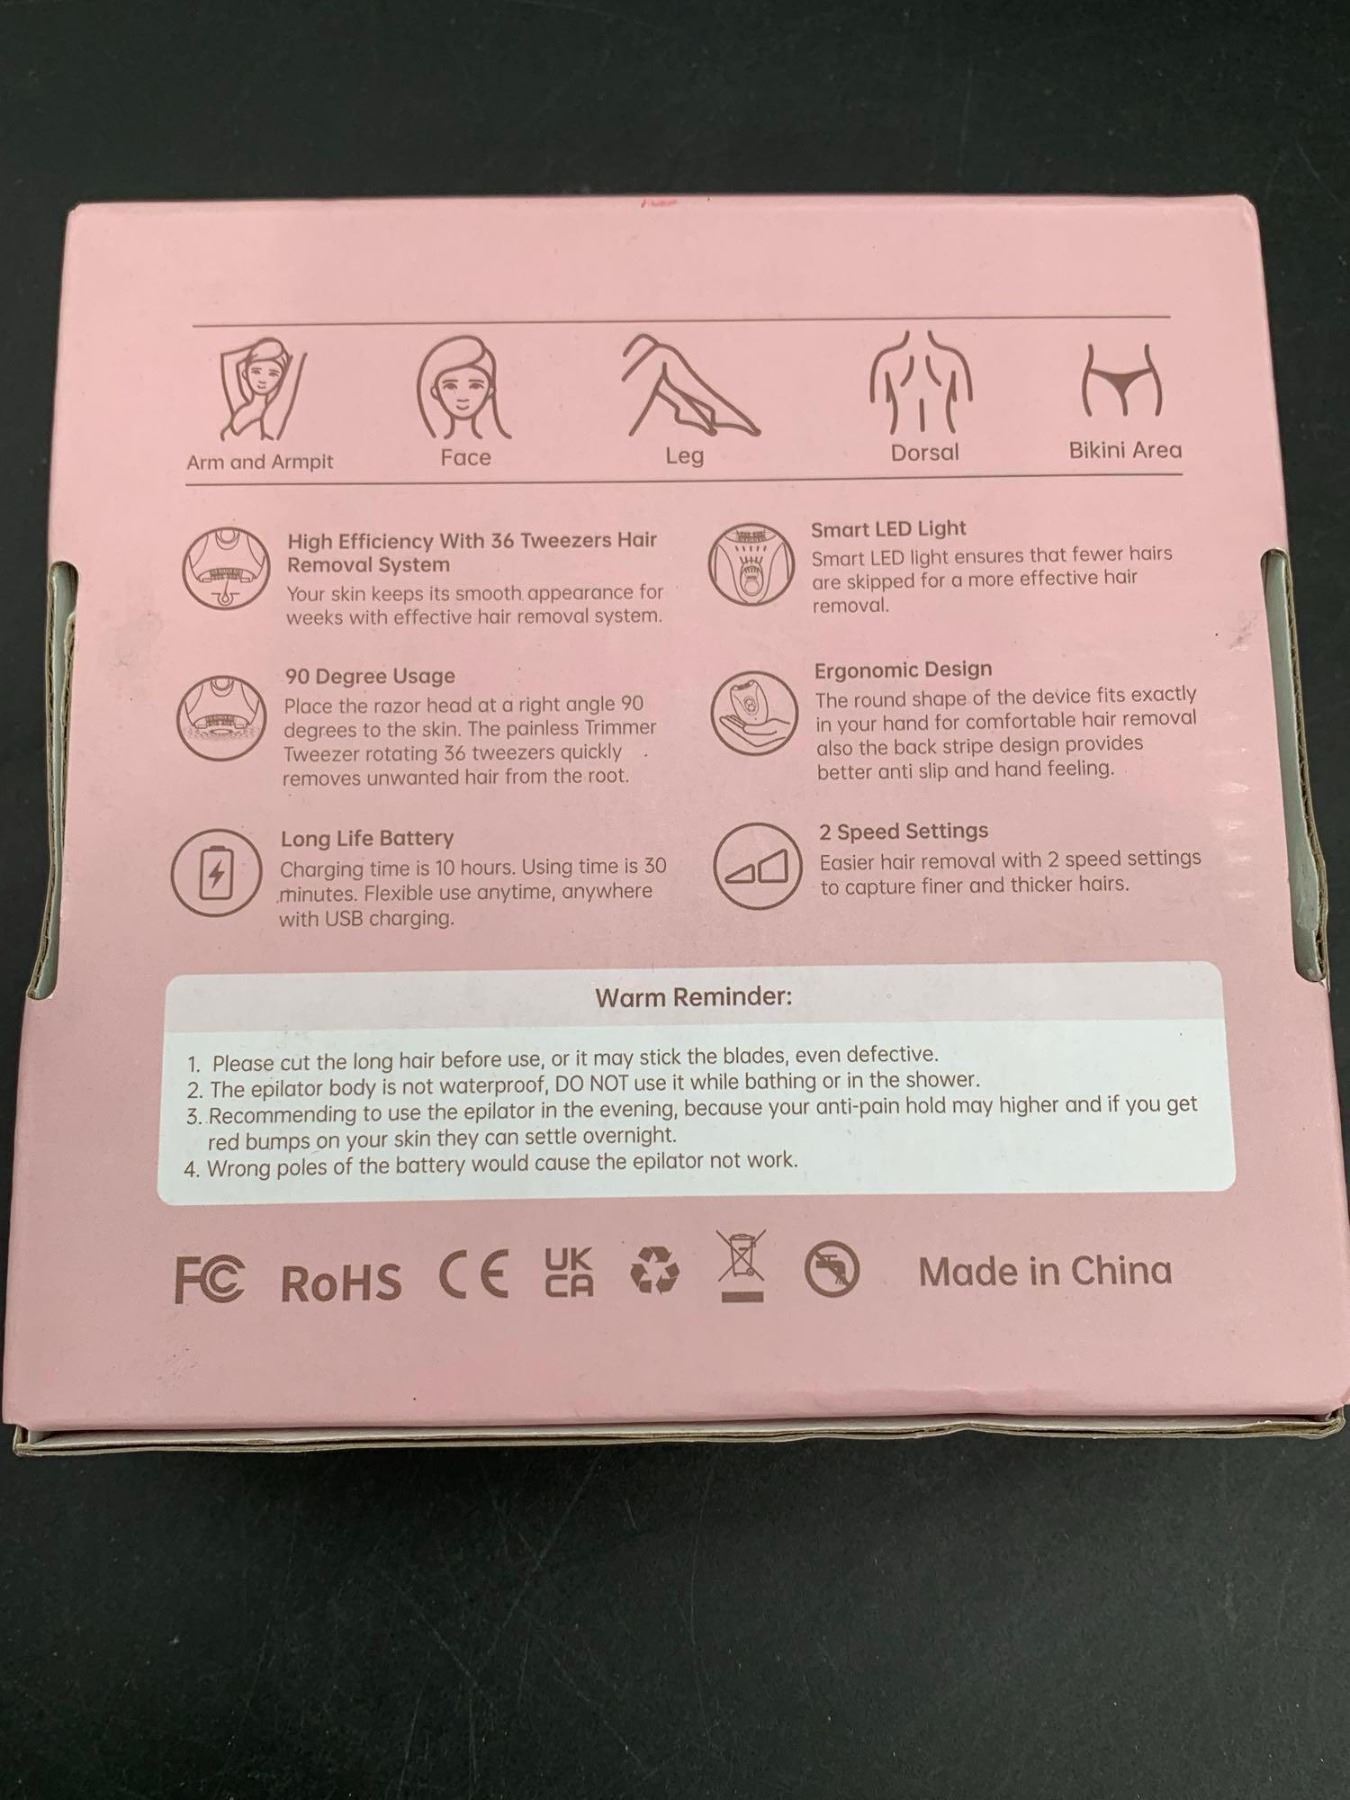 Arm and Armpit
Face
Leg
Dorsal
Bikini Area
High Efficiency With 36 Tweezers Hair
Removal System
Your skin keeps its smooth appearance for
weeks with effective hair removal system.
Smart LED Light
Smart LED light ensures that fewer hairs
are skipped for a more effective hair
removal.
90 Degree Usage
Place the razor head at a right angle 90
degrees to the skin. The painless Trimmer
Tweezer rotating 36 tweezers quickly
removes unwanted hair from the root.
Ergonomic Design
The round shape of the device fits exactly
in your hand for comfortable hair removal
also the back stripe design provides
better anti slip and hand feeling.
Long Life Battery
Charging time is 10 hours. Using time is 30
minutes. Flexible use anytime, anywhere
with USB charging.
2 Speed Settings
Easier hair removal with 2 speed settings
to capture finer and thicker hairs.
Warm Reminder:
1. Please cut the long hair before use, or it may stick the blades, even defective.
2. The epilator body is not waterproof, DO NOT use it while bathing or in the shower.
3. Recommending to use the epilator in the evening, because your anti-pain hold may higher and if you get
red bumps on your skin they can settle overnight.
4. Wrong poles of the battery would cause the epilator not work.
FC RoHS CE UK
CA
Made in China